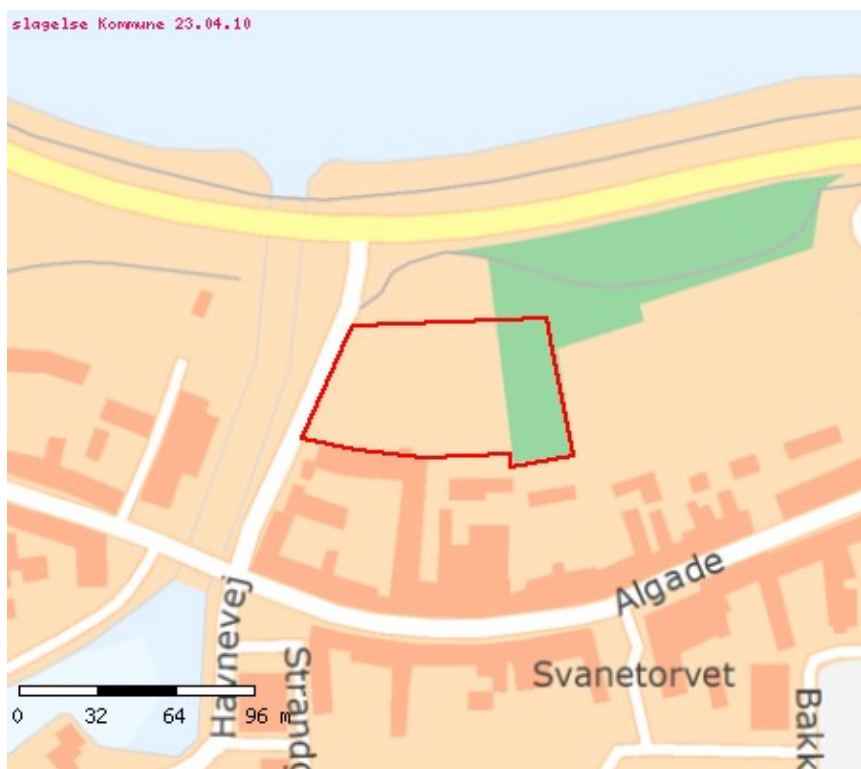 slagelse Kommune 23.04.10
Algade
Havnevej
Svanetorvet
0 32 64 96 m